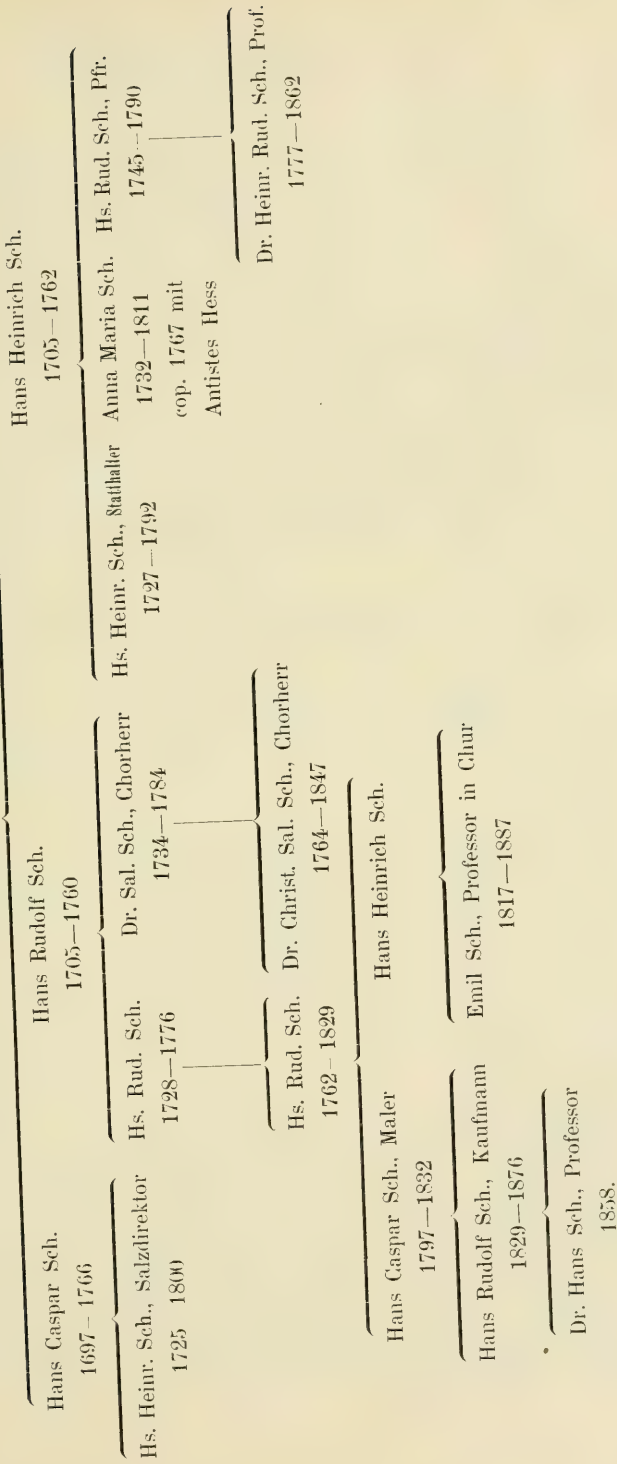 Hans Caspar Sch.
1697–1766
Hans Rudolf Sch.
1705–1760
Hans Heinrich Sch.
1705–1762
Hs. Heinr. Sch., Salzdirektor
1725 1800
Hs. Rud. Sch.
1728—1776
Dr. Sal. Sch., Chorherr
1734—1784
Hs. Heinr. Sch., Statthalter
1727—1792
Anna Maria Sch.
1732—1811
cop. 1767 mit
Antistes Hess
Hs. Rud. Sch., Pfr.
1745—1790
Hs. Rud. Sch.
1762–1829
Dr. Christ. Sal. Sch., Chorherr
1764—1847
Dr. Heinr. Rud. Sch., Prof.
1777—1862
Hans Caspar Sch., Maler
1797—1832
Hans Heinrich Sch.
Hans Rudolf Sch., Kaufmann
1829—1876
Emil Sch., Professor in Chur
1817—1887
Dr. Hans Sch., Professor
1858.